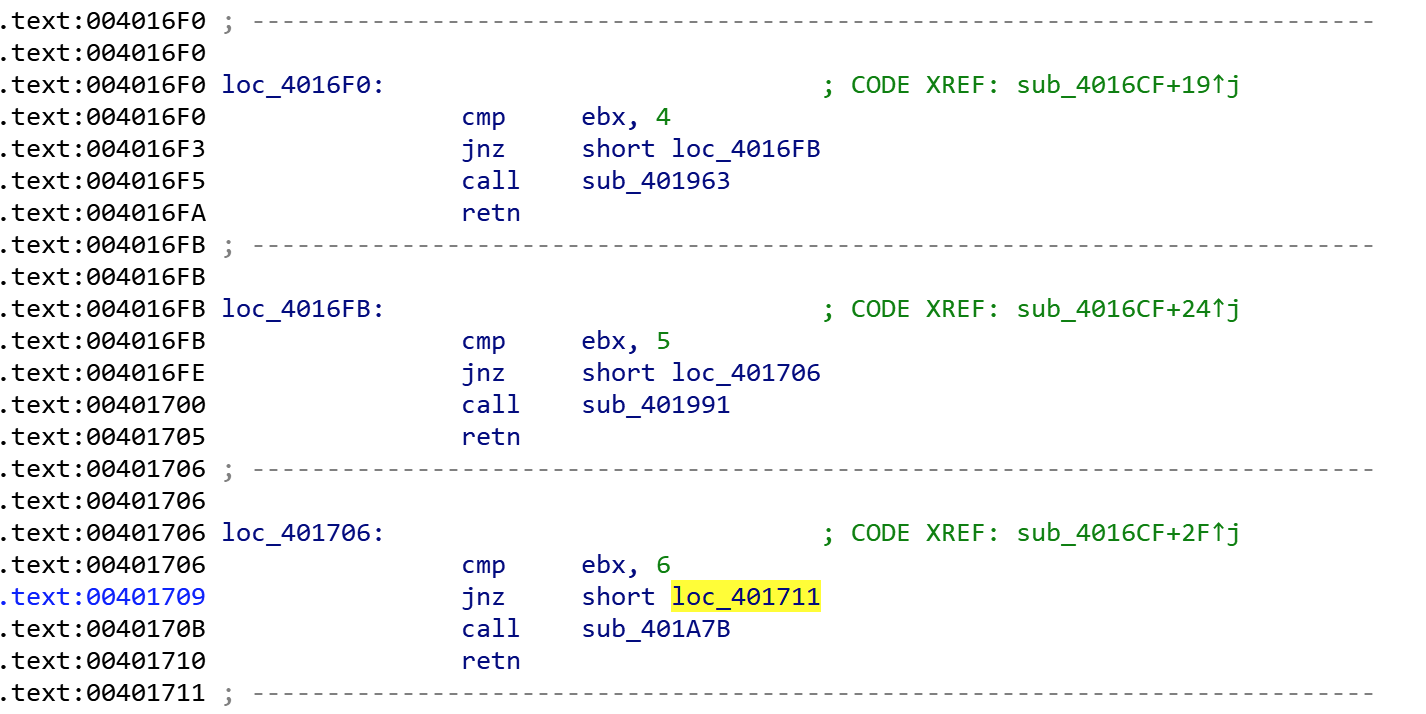 .text:004016F0 ; ---------------------------------------------------------------------------
.text:004016F0
.text:004016F0 loc_4016F0:                             ; CODE XREF: sub_4016CF+19↑j
.text:004016F0                 cmp     ebx, 4
.text:004016F3                 jnz     short loc_4016FB
.text:004016F5                 call    sub_401963
.text:004016FA                 retn
.text:004016FB ; ---------------------------------------------------------------------------
.text:004016FB
.text:004016FB loc_4016FB:                             ; CODE XREF: sub_4016CF+24↑j
.text:004016FB                 cmp     ebx, 5
.text:004016FE                 jnz     short loc_401706
.text:00401700                 call    sub_401991
.text:00401705                 retn
.text:00401706 ; ---------------------------------------------------------------------------
.text:00401706
.text:00401706 loc_401706:                             ; CODE XREF: sub_4016CF+2F↑j
.text:00401706                 cmp     ebx, 6
.text:00401709                 jnz     short loc_401711
.text:0040170B                 call    sub_401A7B
.text:00401710                 retn
.text:00401711 ; ---------------------------------------------------------------------------